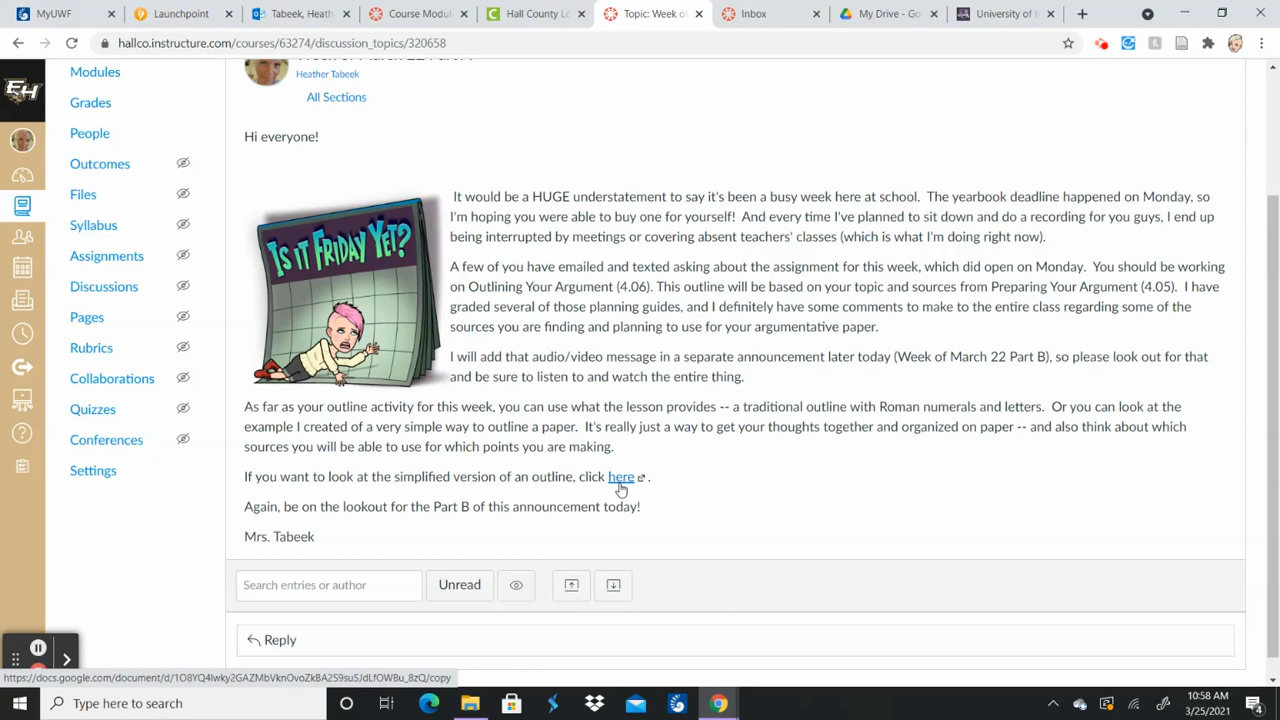 MyUWF
Launchpoint
Tabeek, Heath
Course Modul
Hall County Lo
Topic: Week of
Inbox
My Drive - Go
University of th
hallco.instructure.com/courses/63274/discussion_topics/320658
EH
Modules
Grades
People
Outcomes
Files
Syllabus
Assignments
Discussions
Pages
Rubrics
Collaborations
Quizzes
Conferences
Settings
Heather Tabeek
All Sections
Hi everyone!
IS IT FRIDAY YET?
It would be a HUGE understatement to say it's been a busy week here at school. The yearbook deadline happened on Monday, so
I'm hoping you were able to buy one for yourself! And every time I've planned to sit down and do a recording for you guys, I end up
being interrupted by meetings or covering absent teachers' classes (which is what I'm doing right now).
A few of you have emailed and texted asking about the assignment for this week, which did open on Monday. You should be working
on Outlining Your Argument (4.06). This outline will be based on your topic and sources from Preparing Your Argument (4.05). I have
graded several of those planning guides, and I definitely have some comments to make to the entire class regarding some of the
sources you are finding and planning to use for your argumentative paper.
I will add that audio/video message in a separate announcement later today (Week of March 22 Part B), so please look out for that
and be sure to listen to and watch the entire thing.
As far as your outline activity for this week, you can use what the lesson provides -- a traditional outline with Roman numerals and letters. Or you can look at the
example I created of a very simple way to outline a paper. It's really just a way to get your thoughts together and organized on paper -- and also think about which
sources you will be able to use for which points you are making.
If you want to look at the simplified version of an outline, click here .
Again, be on the lookout for the Part B of this announcement today!
Mrs. Tabeek
Search entries or author
Unread
Reply
https://docs.google.com/document/d/1O8YQ4lwky2GAZMbVknOvoZkBA2S9suSJdLfOWBu_8zQ/copy
Type here to search
10:58 AM
3/25/2021
4